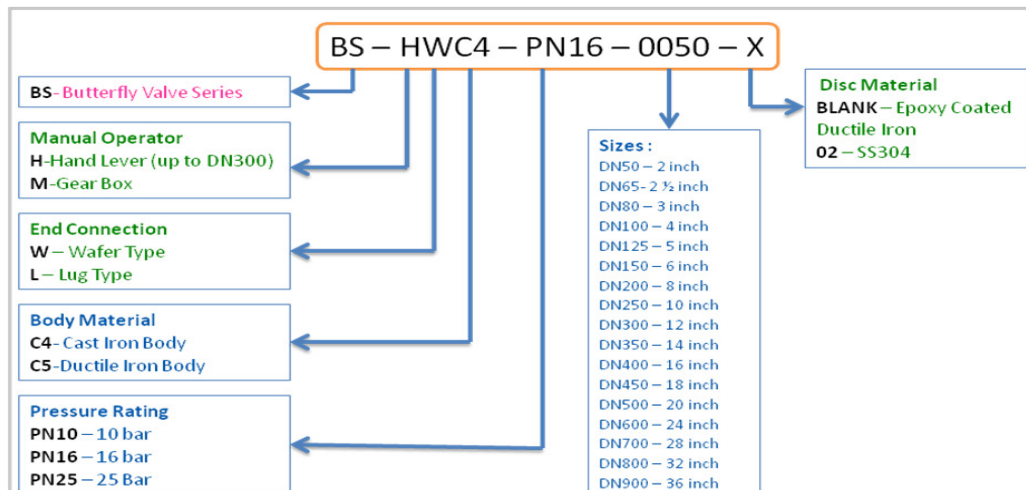 BS – HWC4 – PN16 – 0050 – X
BS- Butterfly Valve Series
Manual Operator
H-Hand Lever (up to DN300)
M-Gear Box
End Connection
W – Wafer Type
L – Lug Type
Body Material
C4- Cast Iron Body
C5-Ductile Iron Body
Pressure Rating
PN10 – 10 bar
PN16 – 16 bar
PN25 – 25 Bar
Sizes :
DN50 – 2 inch
DN65- 2 ½ inch
DN80 – 3 inch
DN100 – 4 inch
DN125 – 5 inch
DN150 – 6 inch
DN200 – 8 inch
DN250 – 10 inch
DN300 – 12 inch
DN350 – 14 inch
DN400 – 16 inch
DN450 – 18 inch
DN500 – 20 inch
DN600 – 24 inch
DN700 – 28 inch
DN800 – 32 inch
DN900 – 36 inch
Disc Material
BLANK – Epoxy Coated
Ductile Iron
02 – SS304